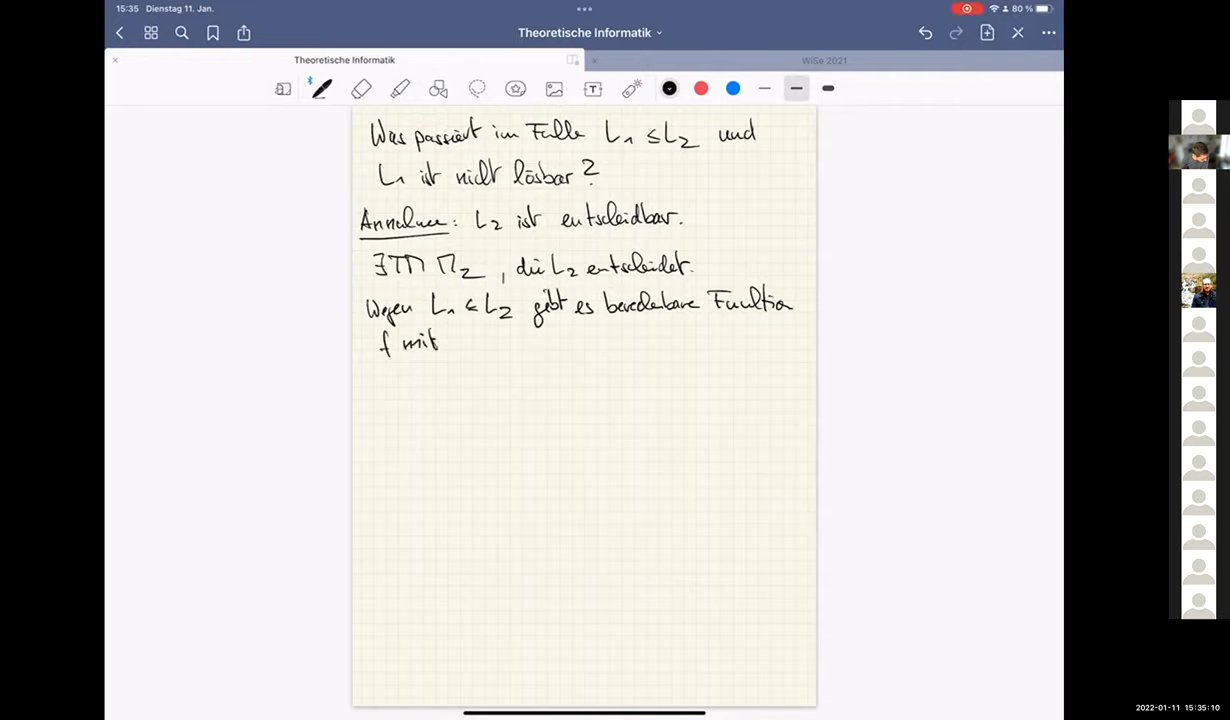 15:35 Dienstag 11. Jan.
80 %
Theoretische Informatik
Theoretische Informatik
WiSe 2021
Was passiert im Falle L₁ ≤ L₂ und
L₁ ist nicht lösbar?
Annahme: L₂ ist entscheidbar.
∃ TM M₂, die L₂ entscheidet.
Wegen L₁ ≤ L₂ gibt es berechenbare Funktion
f mit
2022-01-11 15:35:10